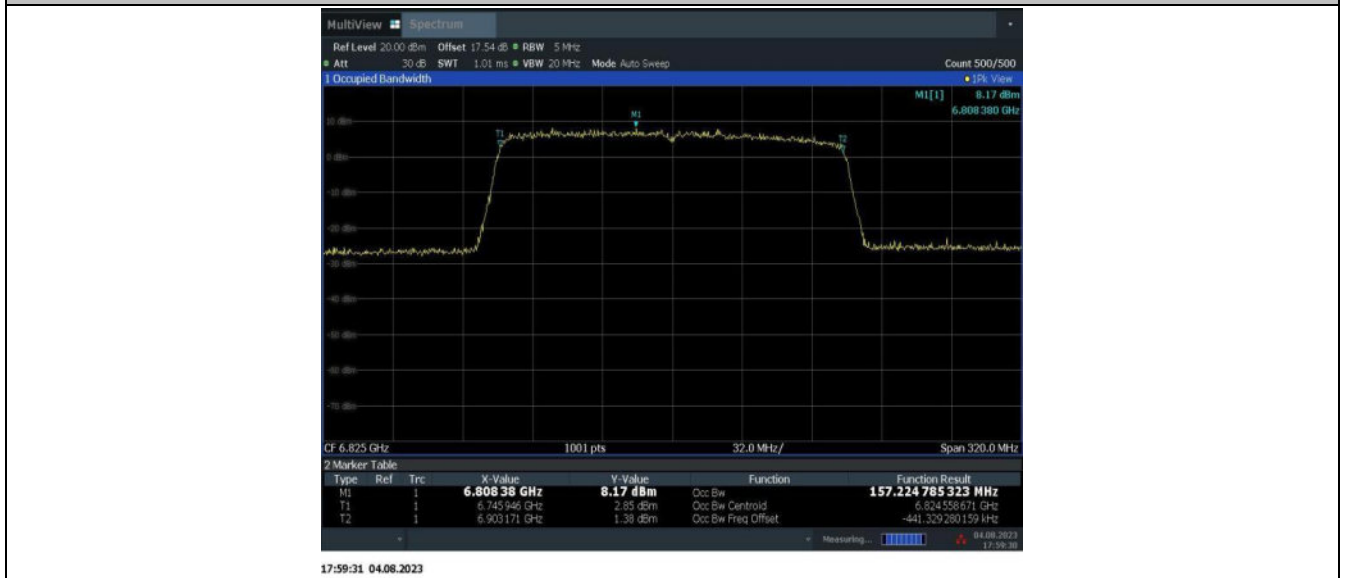 MultiView Spectrum
Ref Level 20.00 dBm Offset 17.54 dB RBW 5 MHz
Att 30 dB SWT 1.01 ms VBW 20 MHz Mode Auto Sweep Count 500/500
1 Occupied Bandwidth 1Pk View
M1[1] 8.17 dBm
6.808 380 GHz
M1
10 dBm
T1 T2
0 dBm
-10 dBm
-20 dBm
-30 dBm
-40 dBm
-50 dBm
-60 dBm
-70 dBm
CF 6.825 GHz 1001 pts 32.0 MHz/ Span 320.0 MHz
2 Marker Table
Type Ref Trc X-Value Y-Value Function Function Result
M1 1 6.808 38 GHz 8.17 dBm Occ Bw 157.224 785 323 MHz
T1 1 6.745 946 GHz 2.85 dBm Occ Bw Centroid 6.824 558 671 GHz
T2 1 6.903 171 GHz 1.38 dBm Occ Bw Freq Offset -441.329 280 159 kHz
Measuring... 04.08.2023
17:59:30
17:59:31 04.08.2023